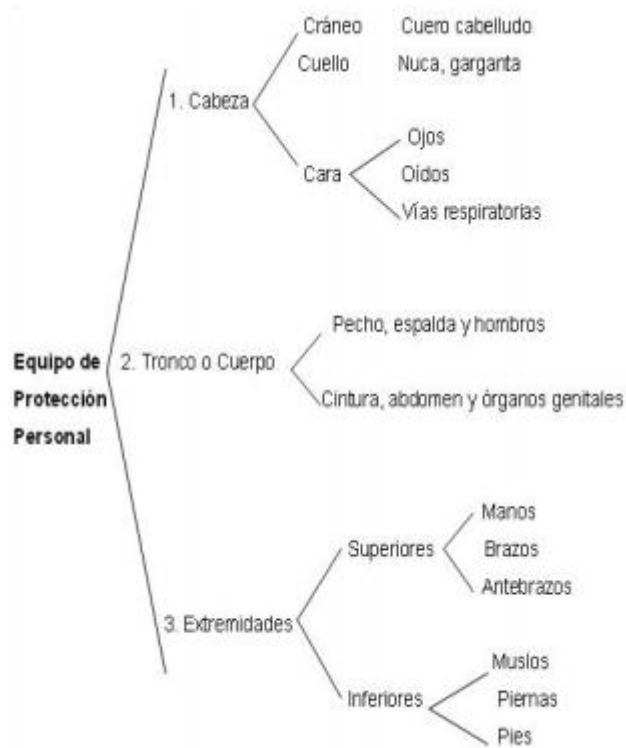 Cráneo Cuero cabelludo
Cuello Nuca, garganta
1. Cabeza
Cara
Ojos
Oídos
Vías respiratorias
Equipo de
Protección
Personal
2. Tronco o Cuerpo
Pecho, espalda y hombros
Cintura, abdomen y órganos genitales
3. Extremidades
Superiores
Manos
Brazos
Antebrazos
Inferiores
Muslos
Piernas
Pies